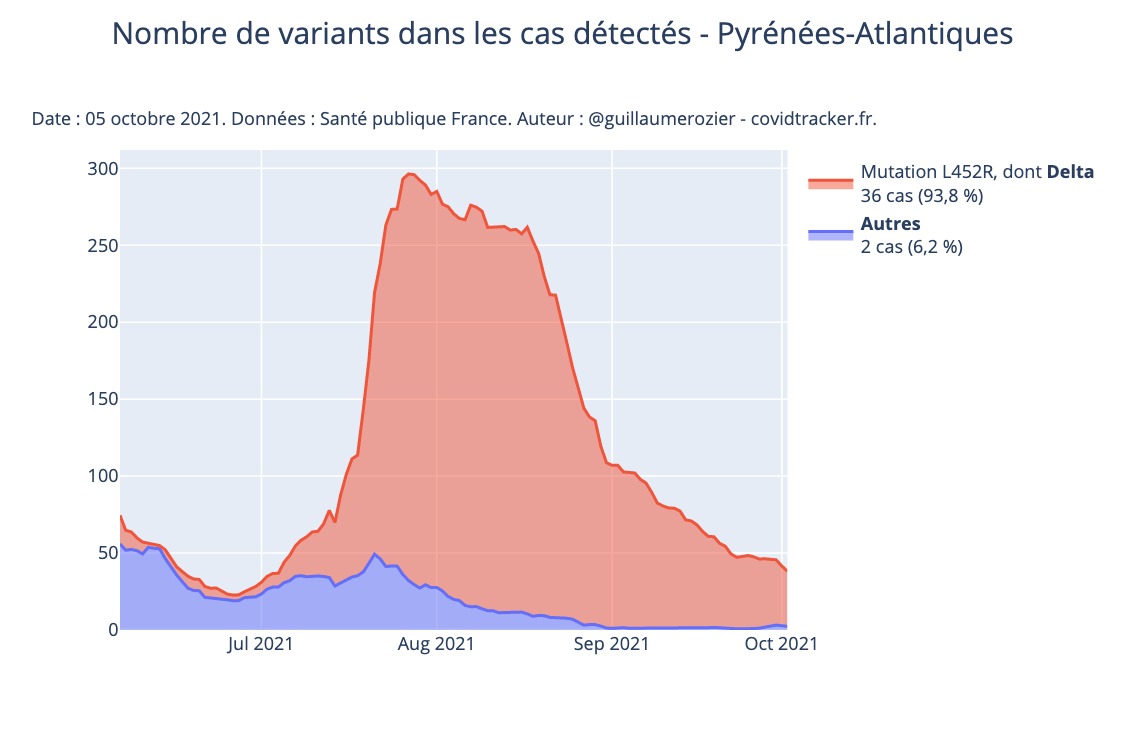 Nombre de variants dans les cas détectés - Pyrénées-Atlantiques
Date : 05 octobre 2021. Données : Santé publique France. Auteur : @guillaumerozier - covidtracker.fr.
300
250
200
150
100
50
0
Jul 2021
Aug 2021
Sep 2021
Oct 2021
Mutation L452R, dont Delta
36 cas (93,8 %)
Autres
2 cas (6,2 %)